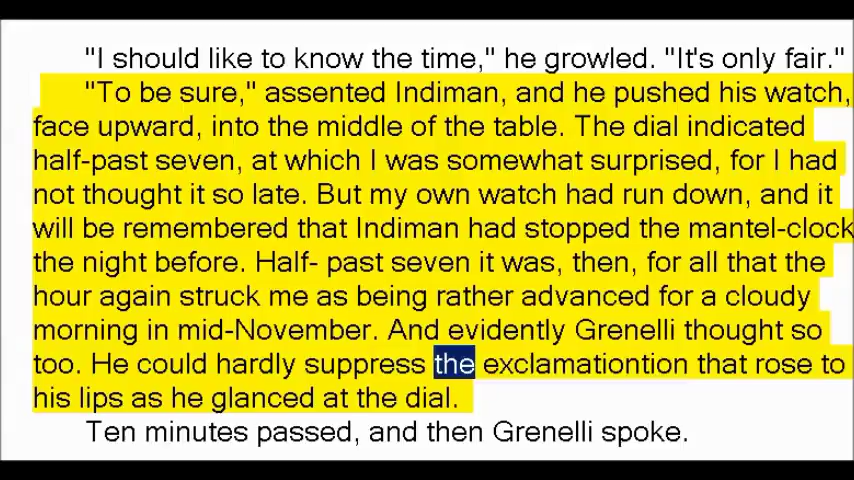 "I should like to know the time," he growled. "It's only fair."
"To be sure," assented Indiman, and he pushed his watch,
face upward, into the middle of the table. The dial indicated
half-past seven, at which I was somewhat surprised, for I had
not thought it so late. But my own watch had run down, and it
will be remembered that Indiman had stopped the mantel-clock
the night before. Half- past seven it was, then, for all that the
hour again struck me as being rather advanced for a cloudy
morning in mid-November. And evidently Grenelli thought so
too. He could hardly suppress the exclamationtion that rose to
his lips as he glanced at the dial.
Ten minutes passed, and then Grenelli spoke.